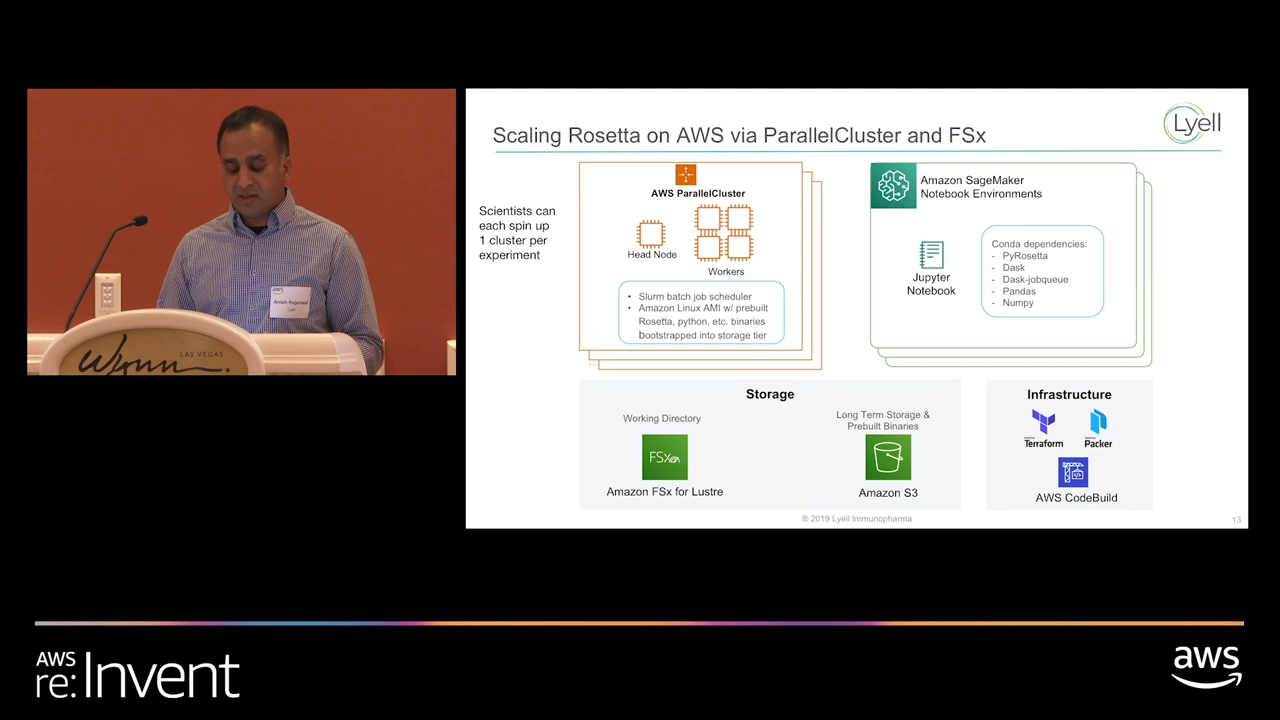 Scaling Rosetta on AWS via ParallelCluster and FSx
Lyell
Scientists can
each spin up
1 cluster per
experiment
AWS ParallelCluster
Head Node
Workers
• Slurm batch job scheduler
• Amazon Linux AMI w/ prebuilt
Rosetta, python, etc. binaries
bootstrapped into storage tier
Amazon SageMaker
Notebook Environments
Jupyter
Notebook
Conda dependencies:
- PyRosetta
- Dask
- Dask-jobqueue
- Pandas
- Numpy
Storage
Working Directory
FSx
Amazon FSx for Lustre
Long Term Storage &
Prebuilt Binaries
Amazon S3
Infrastructure
Terraform
Packer
AWS CodeBuild
® 2019 Lyell Immunopharma
13
Anish Kejariwal
Lyell
Wynn.
LAS VEGAS
AWS
re:Invent
aws